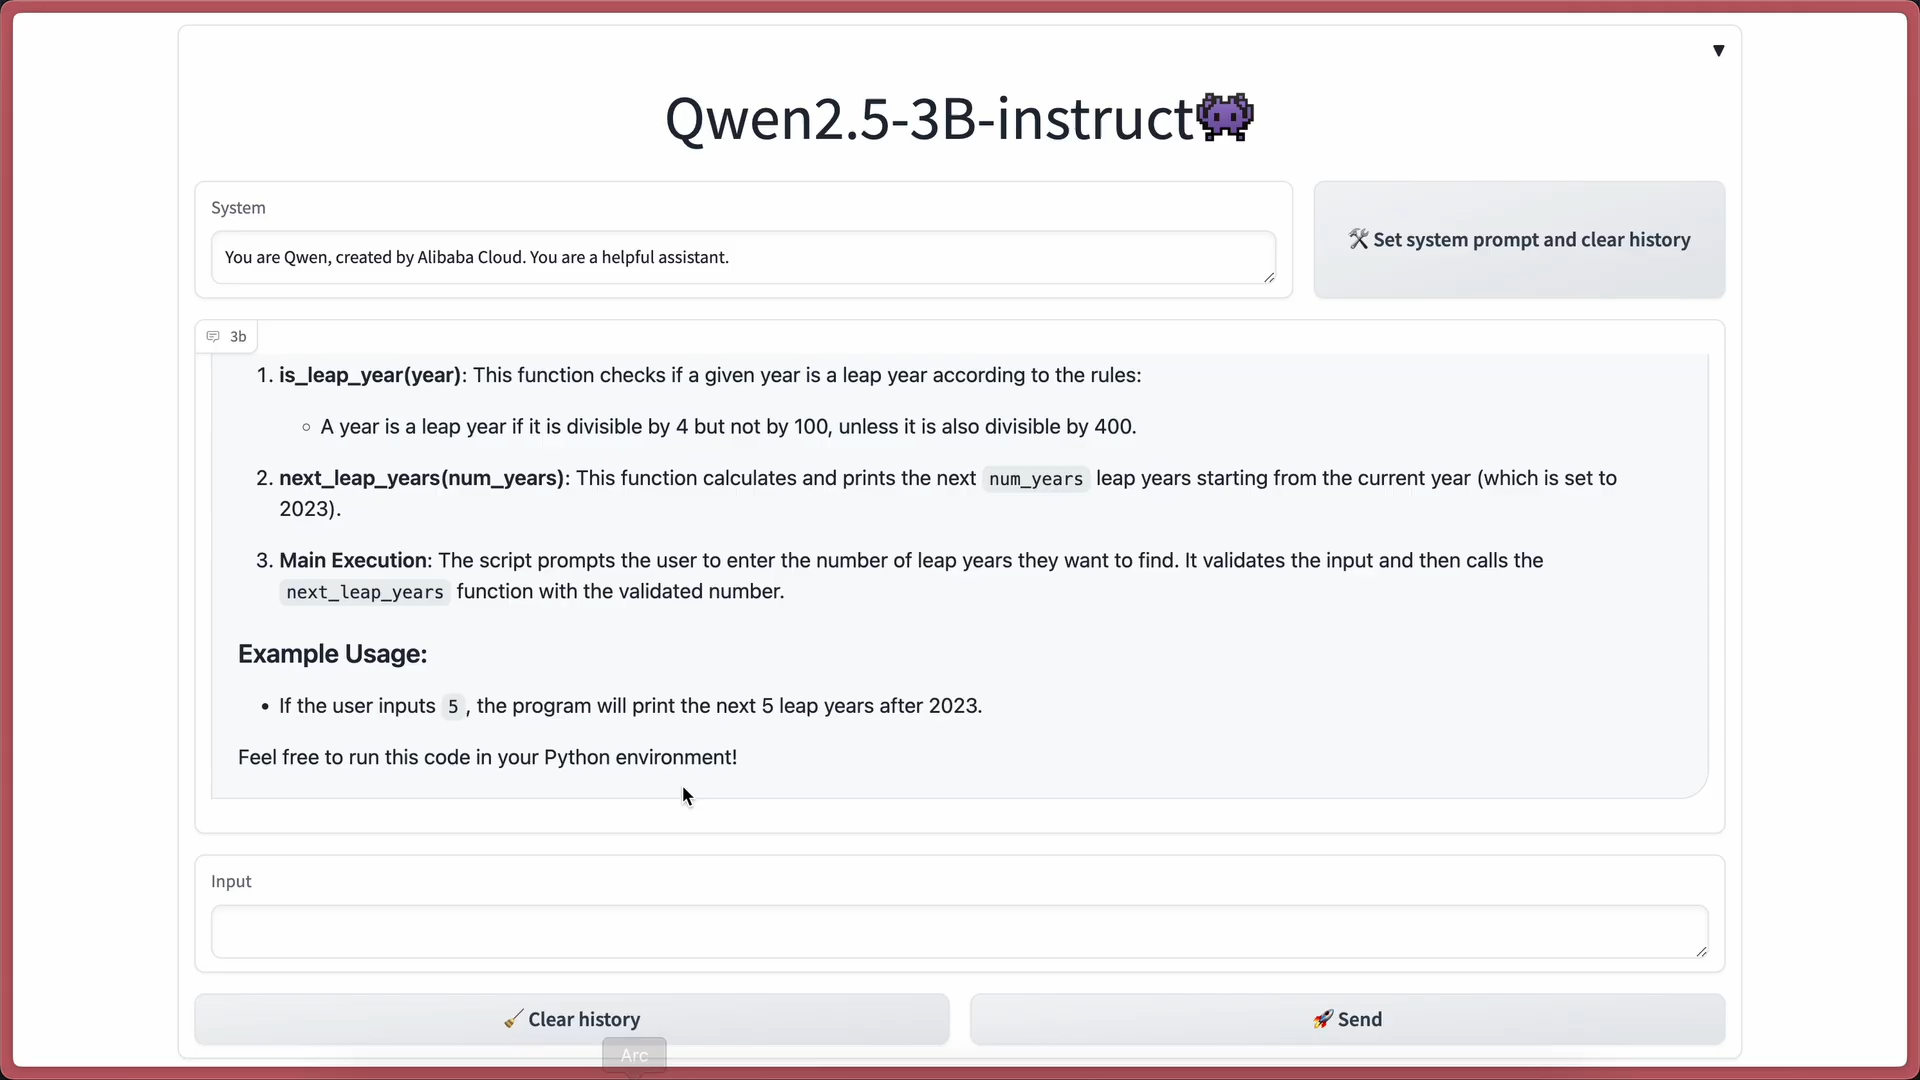 ▼
Qwen2.5-3B-instruct👾
System
You are Qwen, created by Alibaba Cloud. You are a helpful assistant.
🛠️ Set system prompt and clear history
3b
1. is_leap_year(year): This function checks if a given year is a leap year according to the rules:
◦ A year is a leap year if it is divisible by 4 but not by 100, unless it is also divisible by 400.
2. next_leap_years(num_years): This function calculates and prints the next num_years leap years starting from the current year (which is set to
2023).
3. Main Execution: The script prompts the user to enter the number of leap years they want to find. It validates the input and then calls the
next_leap_years function with the validated number.
Example Usage:
• If the user inputs 5, the program will print the next 5 leap years after 2023.
Feel free to run this code in your Python environment!
Input
🧹 Clear history
🚀 Send
Arc